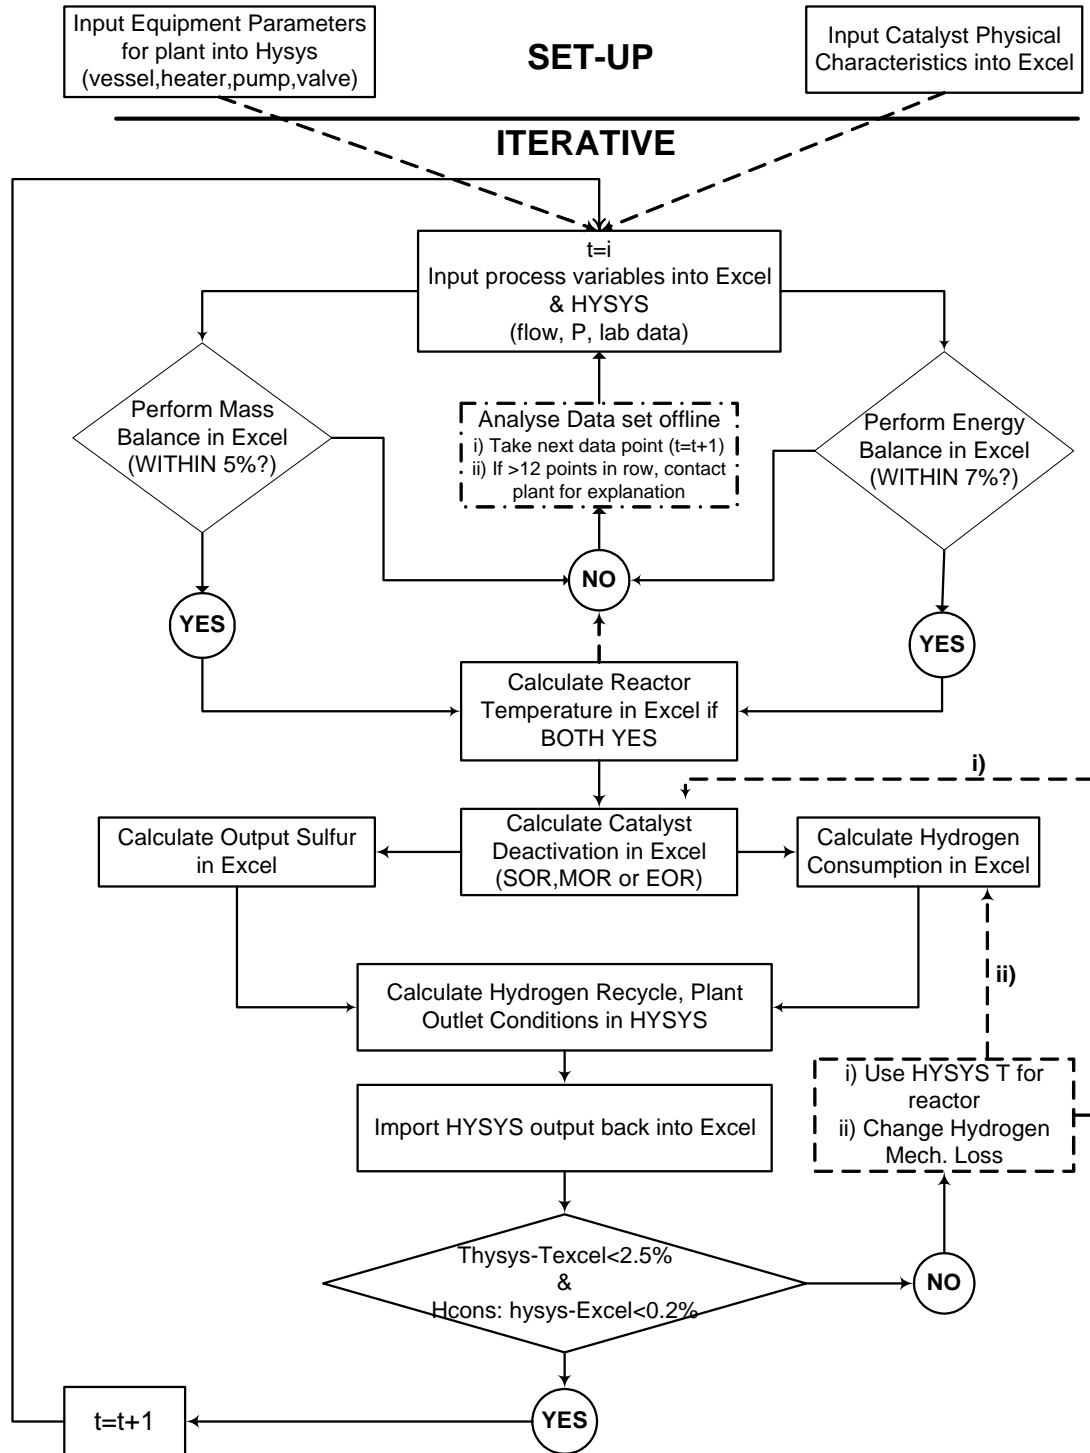 Input Equipment Parameters
for plant into Hysys
(vessel,heater,pump,valve)
SET-UP
Input Catalyst Physical
Characteristics into Excel
ITERATIVE
t=i
Input process variables into Excel
& HYSYS
(flow, P, lab data)
Perform Mass
Balance in Excel
(WITHIN 5%?)
Analyse Data set offline
i) Take next data point (t=t+1)
ii) If >12 points in row, contact
plant for explanation
Perform Energy
Balance in Excel
(WITHIN 7%?)
NO
YES
YES
Calculate Reactor
Temperature in Excel if
BOTH YES
i)
Calculate Output Sulfur
in Excel
Calculate Catalyst
Deactivation in Excel
(SOR,MOR or EOR)
Calculate Hydrogen
Consumption in Excel
ii)
Calculate Hydrogen Recycle, Plant
Outlet Conditions in HYSYS
i) Use HYSYS T for
reactor
ii) Change Hydrogen
Mech. Loss
Import HYSYS output back into Excel
Thysys-Texcel<2.5%
&
Hcons: hysys-Excel<0.2%
NO
YES
t=t+1